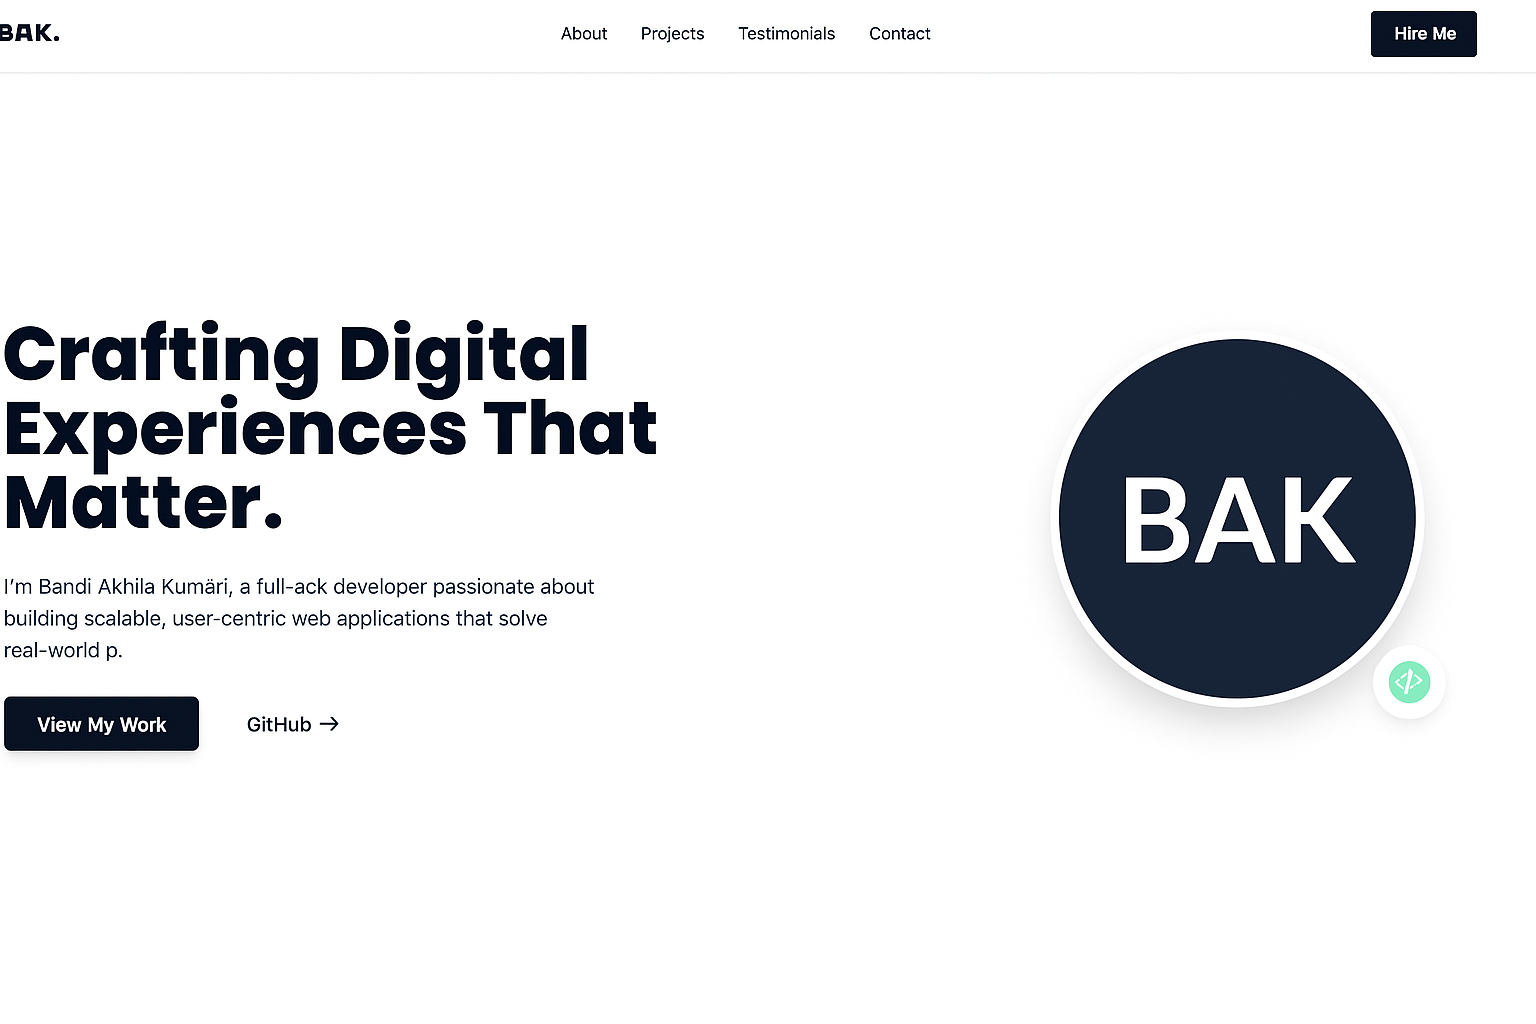 BAK.
About
Projects
Testimonials
Contact
Hire Me
Crafting Digital
Experiences That
Matter.
I’m Bandi Akhila Kumäri, a full-ack developer passionate about
building scalable, user-centric web applications that solve
real-world p.
View My Work
GitHub →
BAK